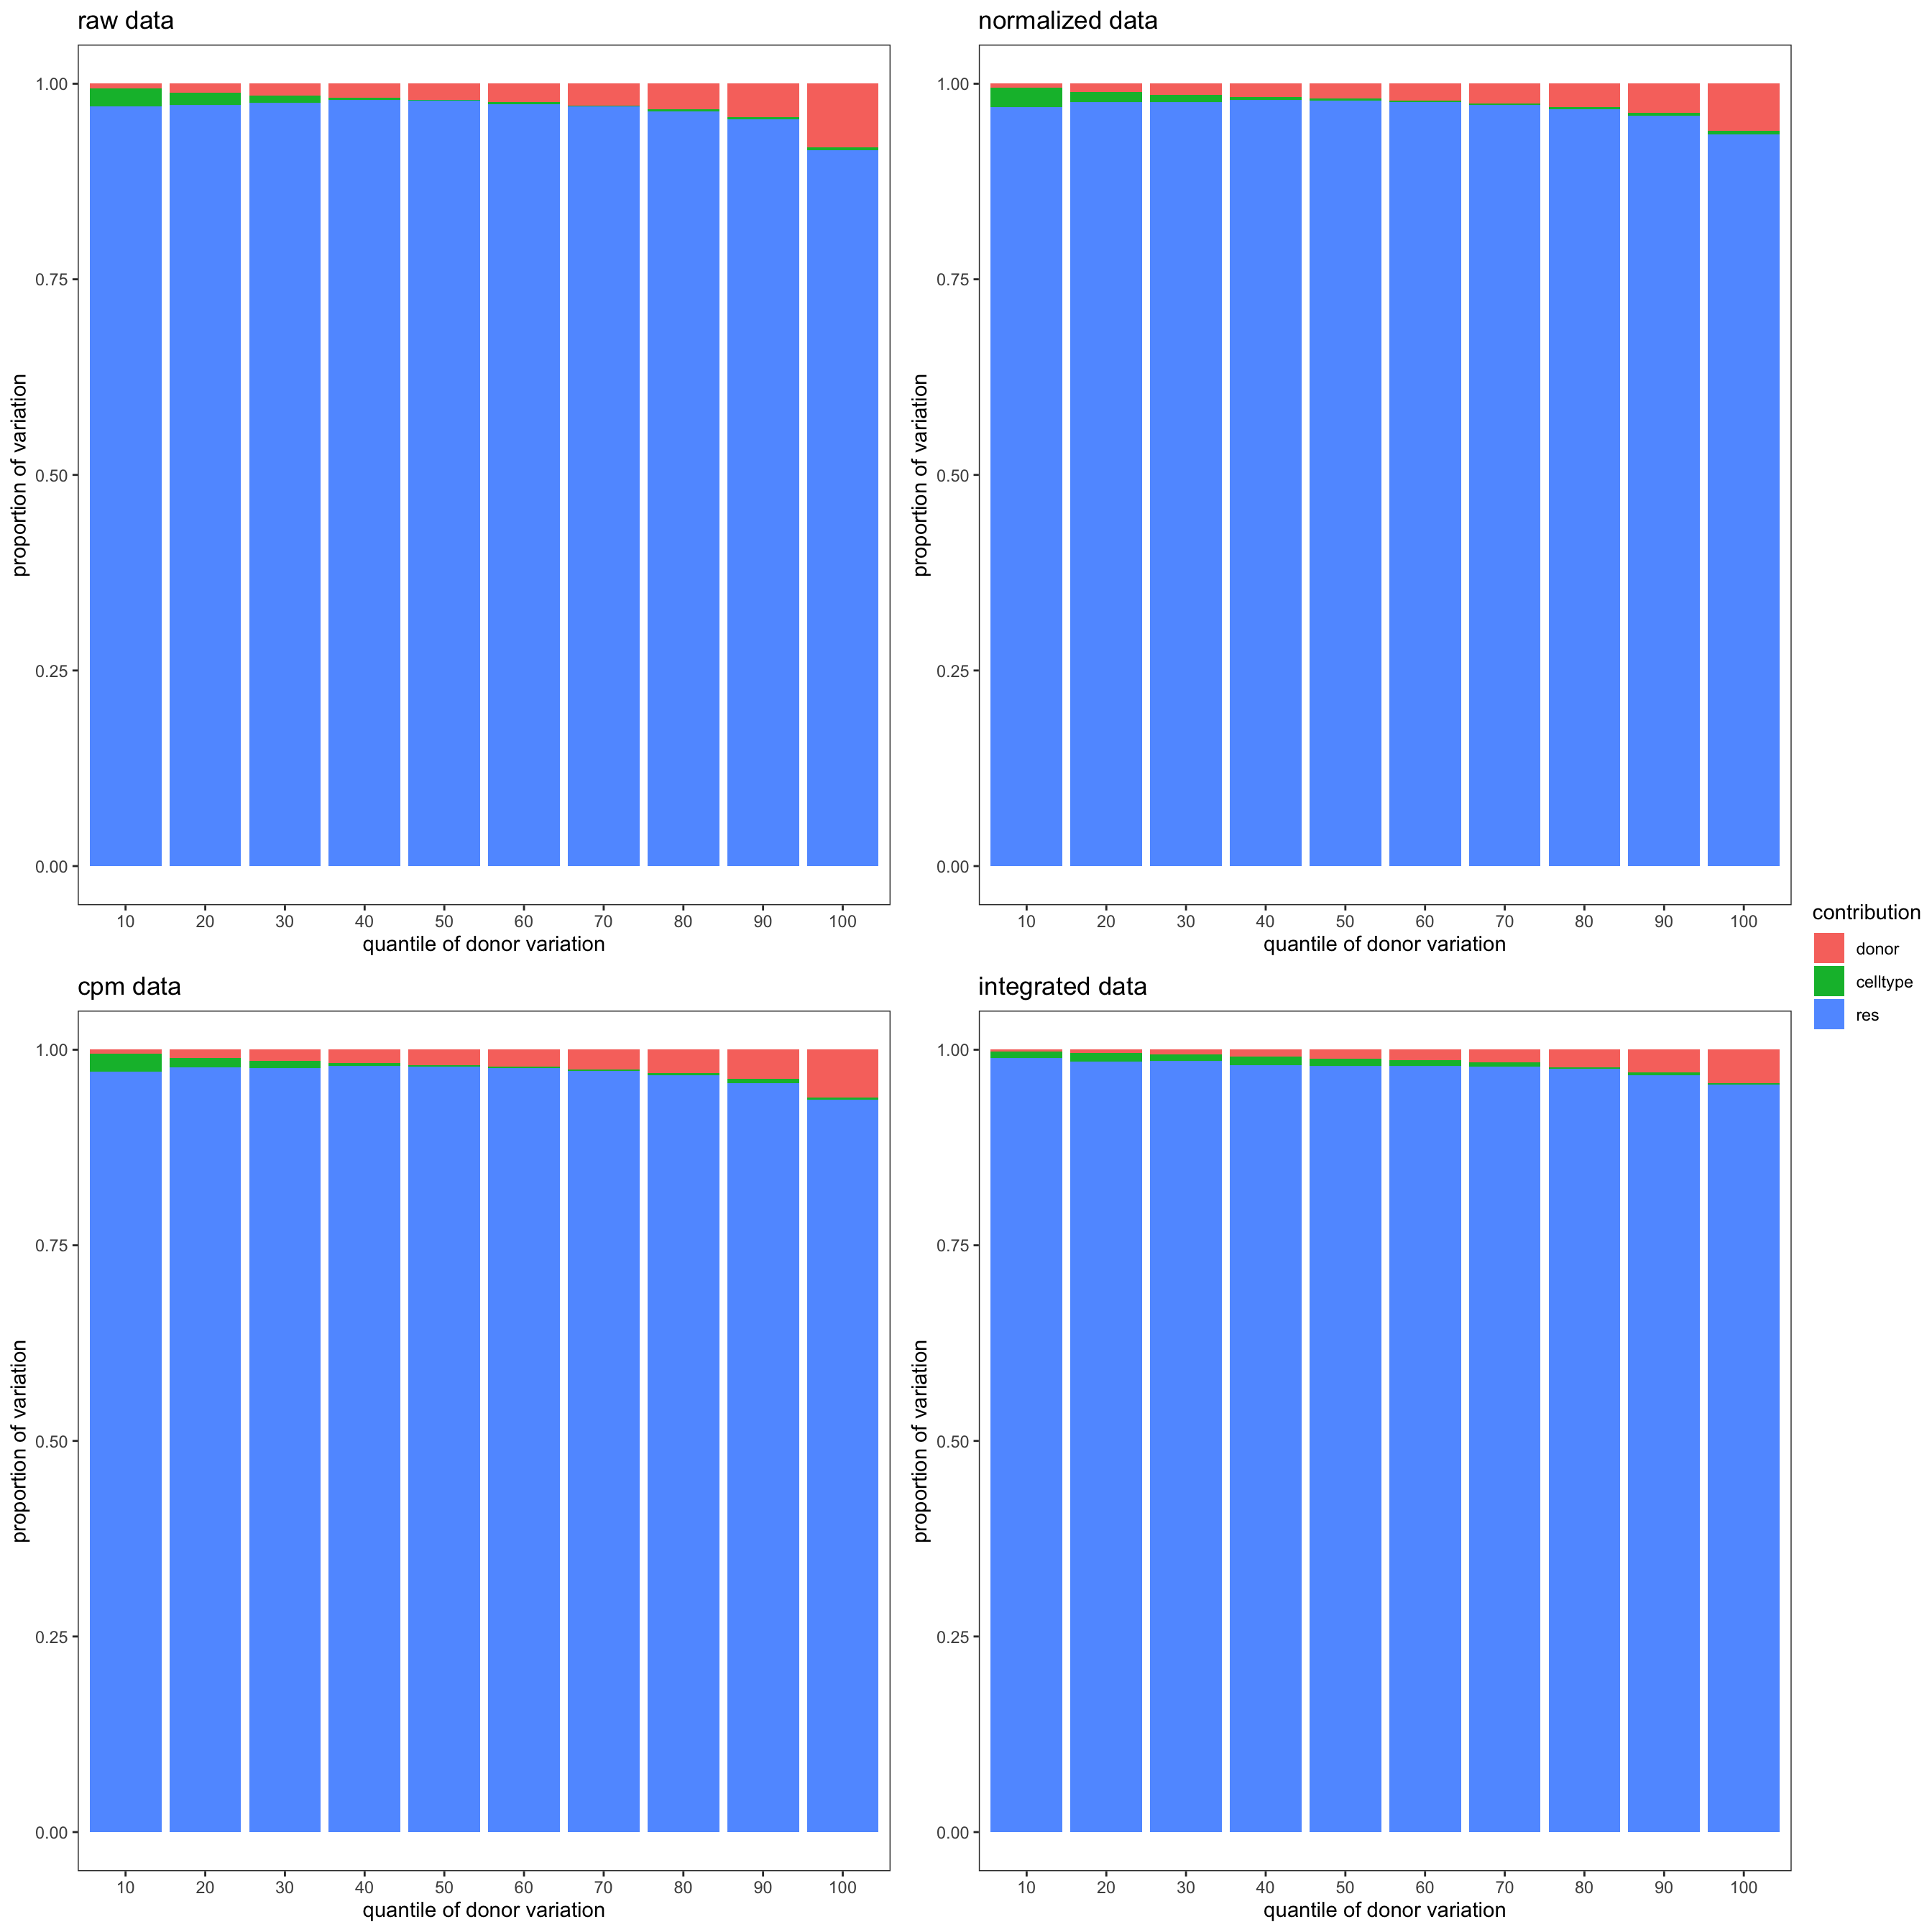 raw data
proportion of variation
1.00
0.75
0.50
0.25
0.00
10 20 30 40 50 60 70 80 90 100
quantile of donor variation
normalized data
proportion of variation
1.00
0.75
0.50
0.25
0.00
10 20 30 40 50 60 70 80 90 100
quantile of donor variation
contribution
donor
celltype
res
cpm data
proportion of variation
1.00
0.75
0.50
0.25
0.00
10 20 30 40 50 60 70 80 90 100
quantile of donor variation
integrated data
proportion of variation
1.00
0.75
0.50
0.25
0.00
10 20 30 40 50 60 70 80 90 100
quantile of donor variation